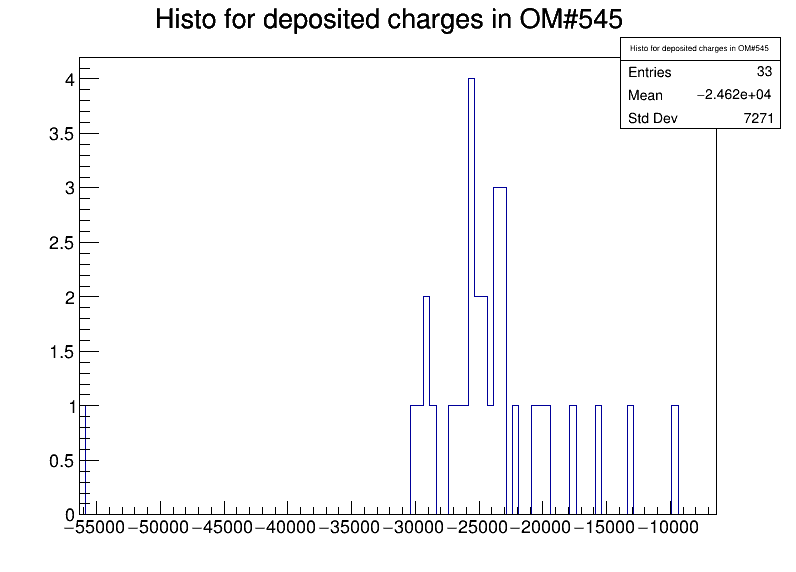 Histo for deposited charges in OM#545
Histo for deposited charges in OM#545
Entries 33
Mean −2.462e+04
Std Dev 7271
4
3.5
3
2.5
2
1.5
1
0.5
0
−55000 −50000 −45000 −40000 −35000 −30000 −25000 −20000 −15000 −10000